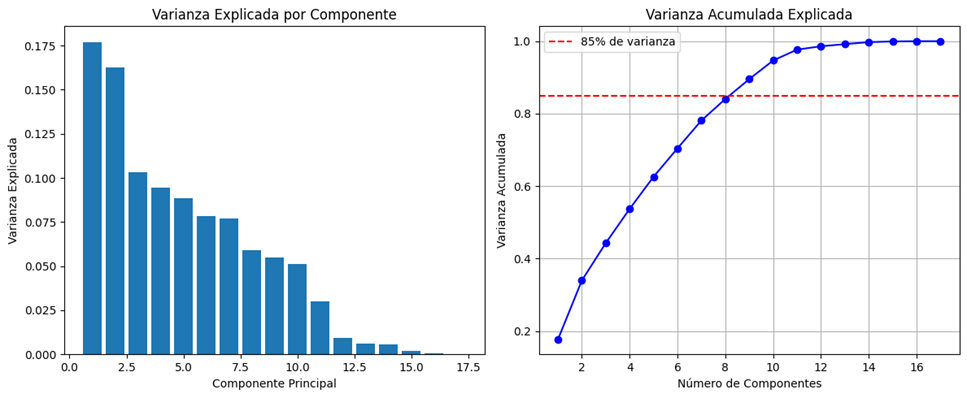 Varianza Explicada por Componente
Varianza Explicada
0.175
0.150
0.125
0.100
0.075
0.050
0.025
0.000
0.0 2.5 5.0 7.5 10.0 12.5 15.0 17.5
Componente Principal
Varianza Acumulada Explicada
85% de varianza
Varianza Acumulada
1.0
0.8
0.6
0.4
0.2
2 4 6 8 10 12 14 16
Número de Componentes